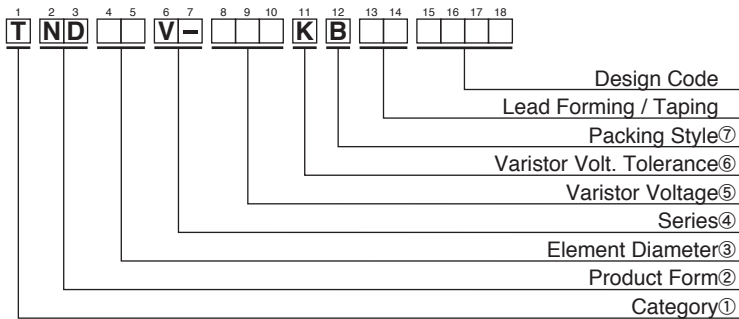 1 2 3 4 5 6 7 8 9 10 11 12 13 14 15 16 17 18
T N D V – K B
Design Code
Lead Forming / Taping
Packing Style⑦
Varistor Volt. Tolerance⑥
Varistor Voltage⑤
Series④
Element Diameter③
Product Form②
Category①